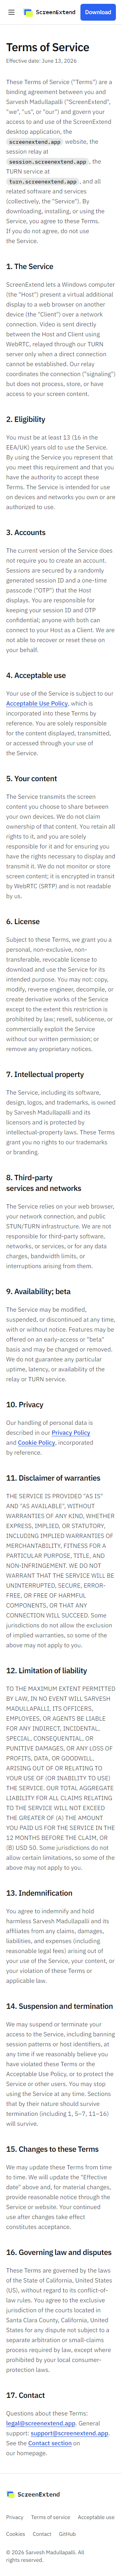 ScreenExtend
Download
Terms of Service
Effective date: June 13, 2026
These Terms of Service ("Terms") are a
binding agreement between you and
Sarvesh Madullapalli ("ScreenExtend",
"we", "us", or "our") and govern your
access to and use of the ScreenExtend
desktop application, the
screenextend.app website, the
session relay at
session.screenextend.app, the
TURN service at
turn.screenextend.app, and all
related software and services
(collectively, the "Service"). By
downloading, installing, or using the
Service, you agree to these Terms.
If you do not agree, do not use
the Service.
1. The Service
ScreenExtend lets a Windows computer
(the "Host") present a virtual additional
display to a web browser on another
device (the "Client") over a network
connection. Video is sent directly
between the Host and Client using
WebRTC, relayed through our TURN
server only when a direct connection
cannot be established. Our relay
coordinates the connection ("signaling")
but does not process, store, or have
access to your screen content.
2. Eligibility
You must be at least 13 (16 in the
EEA/UK) years old to use the Service.
By using the Service you represent that
you meet this requirement and that you
have the authority to accept these
Terms. The Service is intended for use
on devices and networks you own or are
authorized to use.
3. Accounts
The current version of the Service does
not require you to create an account.
Sessions are secured by a randomly
generated session ID and a one-time
passcode ("OTP") that the Host
displays. You are responsible for
keeping your session ID and OTP
confidential; anyone with both can
connect to your Host as a Client. We are
not able to recover or reset these on
your behalf.
4. Acceptable use
Your use of the Service is subject to our
Acceptable Use Policy, which is
incorporated into these Terms by
reference. You are solely responsible
for the content displayed, transmitted,
or accessed through your use of
the Service.
5. Your content
The Service transmits the screen
content you choose to share between
your own devices. We do not claim
ownership of that content. You retain all
rights to it, and you are solely
responsible for it and for ensuring you
have the rights necessary to display and
transmit it. We do not monitor or store
screen content; it is encrypted in transit
by WebRTC (SRTP) and is not readable
by us.
6. License
Subject to these Terms, we grant you a
personal, non-exclusive, non-
transferable, revocable license to
download and use the Service for its
intended purpose. You may not: copy,
modify, reverse engineer, decompile, or
create derivative works of the Service
except to the extent this restriction is
prohibited by law; resell, sublicense, or
commercially exploit the Service
without our written permission; or
remove any proprietary notices.
7. Intellectual property
The Service, including its software,
design, logos, and trademarks, is owned
by Sarvesh Madullapalli and its
licensors and is protected by
intellectual-property laws. These Terms
grant you no rights to our trademarks
or branding.
8. Third-party
services and networks
The Service relies on your web browser,
your network connection, and public
STUN/TURN infrastructure. We are not
responsible for third-party software,
networks, or services, or for any data
charges, bandwidth limits, or
interruptions arising from them.
9. Availability; beta
The Service may be modified,
suspended, or discontinued at any time,
with or without notice. Features may be
offered on an early-access or "beta"
basis and may be changed or removed.
We do not guarantee any particular
uptime, latency, or availability of the
relay or TURN service.
10. Privacy
Our handling of personal data is
described in our Privacy Policy
and Cookie Policy, incorporated
by reference.
11. Disclaimer of warranties
THE SERVICE IS PROVIDED "AS IS"
AND "AS AVAILABLE", WITHOUT
WARRANTIES OF ANY KIND, WHETHER
EXPRESS, IMPLIED, OR STATUTORY,
INCLUDING IMPLIED WARRANTIES OF
MERCHANTABILITY, FITNESS FOR A
PARTICULAR PURPOSE, TITLE, AND
NON-INFRINGEMENT. WE DO NOT
WARRANT THAT THE SERVICE WILL BE
UNINTERRUPTED, SECURE, ERROR-
FREE, OR FREE OF HARMFUL
COMPONENTS, OR THAT ANY
CONNECTION WILL SUCCEED. Some
jurisdictions do not allow the exclusion
of implied warranties, so some of the
above may not apply to you.
12. Limitation of liability
TO THE MAXIMUM EXTENT PERMITTED
BY LAW, IN NO EVENT WILL SARVESH
MADULLAPALLI, ITS OFFICERS,
EMPLOYEES, OR AGENTS BE LIABLE
FOR ANY INDIRECT, INCIDENTAL,
SPECIAL, CONSEQUENTIAL, OR
PUNITIVE DAMAGES, OR ANY LOSS OF
PROFITS, DATA, OR GOODWILL,
ARISING OUT OF OR RELATING TO
YOUR USE OF (OR INABILITY TO USE)
THE SERVICE. OUR TOTAL AGGREGATE
LIABILITY FOR ALL CLAIMS RELATING
TO THE SERVICE WILL NOT EXCEED
THE GREATER OF (A) THE AMOUNT
YOU PAID US FOR THE SERVICE IN THE
12 MONTHS BEFORE THE CLAIM, OR
(B) USD 50. Some jurisdictions do not
allow certain limitations, so some of the
above may not apply to you.
13. Indemnification
You agree to indemnify and hold
harmless Sarvesh Madullapalli and its
affiliates from any claims, damages,
liabilities, and expenses (including
reasonable legal fees) arising out of
your use of the Service, your content, or
your violation of these Terms or
applicable law.
14. Suspension and termination
We may suspend or terminate your
access to the Service, including banning
session patterns or host identifiers, at
any time if we reasonably believe you
have violated these Terms or the
Acceptable Use Policy, or to protect the
Service or other users. You may stop
using the Service at any time. Sections
that by their nature should survive
termination (including 1, 5–7, 11–16)
will survive.
15. Changes to these Terms
We may update these Terms from time
to time. We will update the "Effective
date" above and, for material changes,
provide reasonable notice through the
Service or website. Your continued
use after changes take effect
constitutes acceptance.
16. Governing law and disputes
These Terms are governed by the laws
of the State of California, United States
(US), without regard to its conflict-of-
law rules. You agree to the exclusive
jurisdiction of the courts located in
Santa Clara County, California, United
States for any dispute not subject to a
separate arbitration or small-claims
process required by law, except where
prohibited by your local consumer-
protection laws.
17. Contact
Questions about these Terms:
legal@screenextend.app. General
support: support@screenextend.app.
See the Contact section on
our homepage.
ScreenExtend
Privacy Terms of service Acceptable use
Cookies Contact GitHub
© 2026 Sarvesh Madullapalli. All
rights reserved.